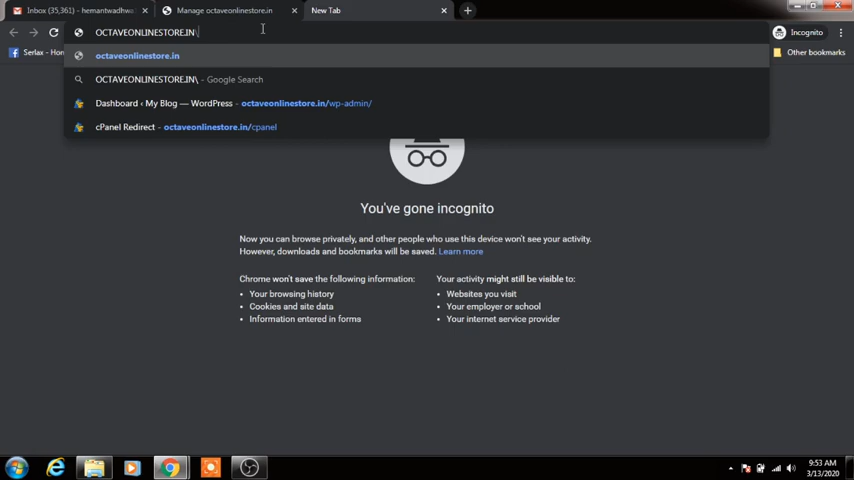 Inbox (35,361) - hemantwadhwa
Manage octaveonlinestore.in
New Tab
OCTAVEONLINESTORE.IN\
Incognito
Serlax - Hon
Other bookmarks
octaveonlinestore.in
OCTAVEONLINESTORE.IN\ - Google Search
Dashboard ‹ My Blog — WordPress - octaveonlinestore.in/wp-admin/
cPanel Redirect - octaveonlinestore.in/cpanel
You've gone incognito
Now you can browse privately, and other people who use this device won't see your activity.
However, downloads and bookmarks will be saved. Learn more
Chrome won't save the following information:
• Your browsing history
• Cookies and site data
• Information entered in forms
Your activity might still be visible to:
• Websites you visit
• Your employer or school
• Your internet service provider
9:53 AM
3/13/2020